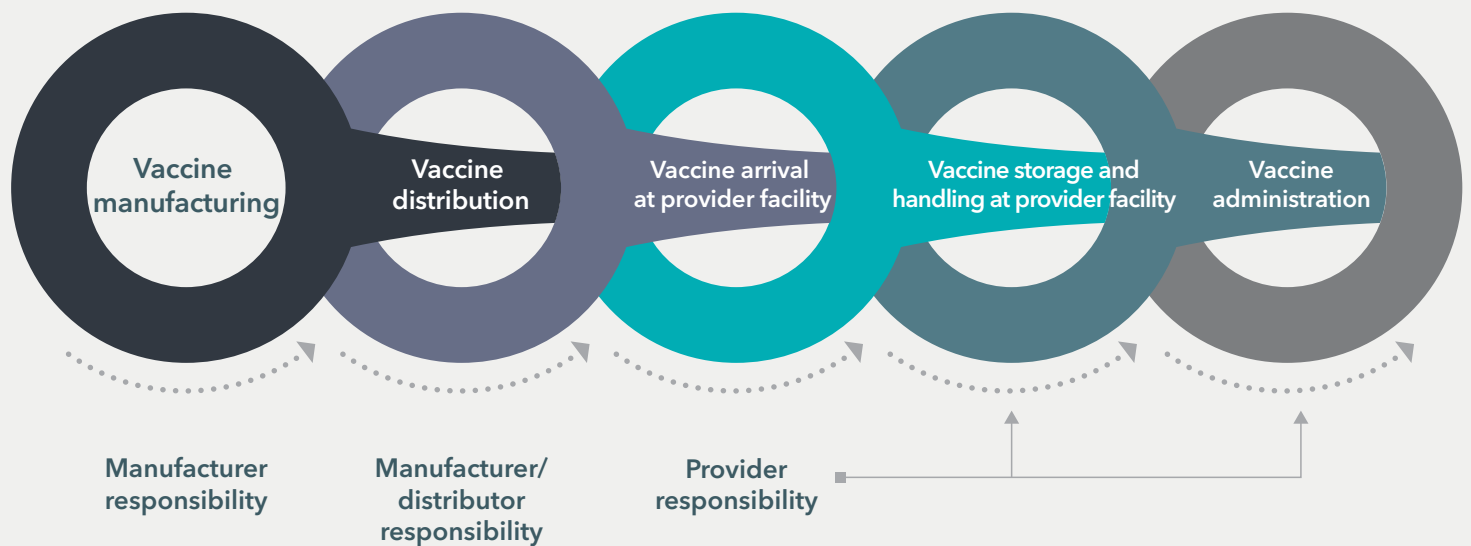 Vaccine
manufacturing
Vaccine
distribution
Vaccine arrival
at provider facility
Vaccine storage and
handling at provider facility
Vaccine
administration
Manufacturer
responsibility
Manufacturer/
distributor
responsibility
Provider
responsibility